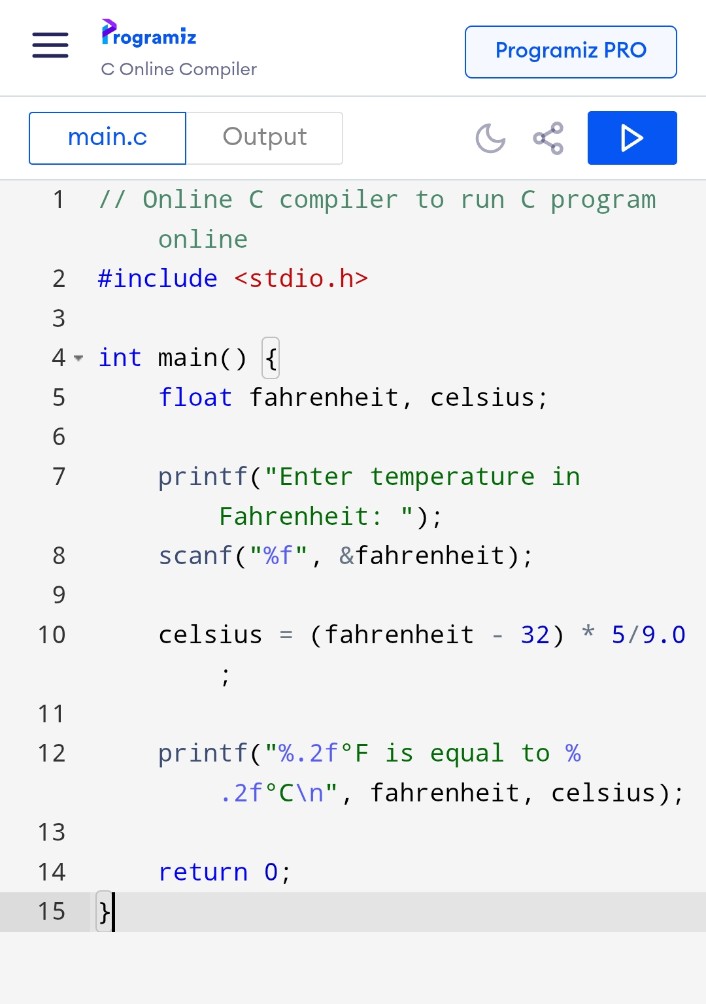 Programiz
C Online Compiler
Programiz PRO
main.c
Output
1 // Online C compiler to run C program
online
2 #include <stdio.h>
3
4 int main() {
5 float fahrenheit, celsius;
6
7 printf("Enter temperature in
Fahrenheit: ");
8 scanf("%f", &fahrenheit);
9
10 celsius = (fahrenheit - 32) * 5/9.0
;
11
12 printf("%.2f°F is equal to %
.2f°C\n", fahrenheit, celsius);
13
14 return 0;
15 }